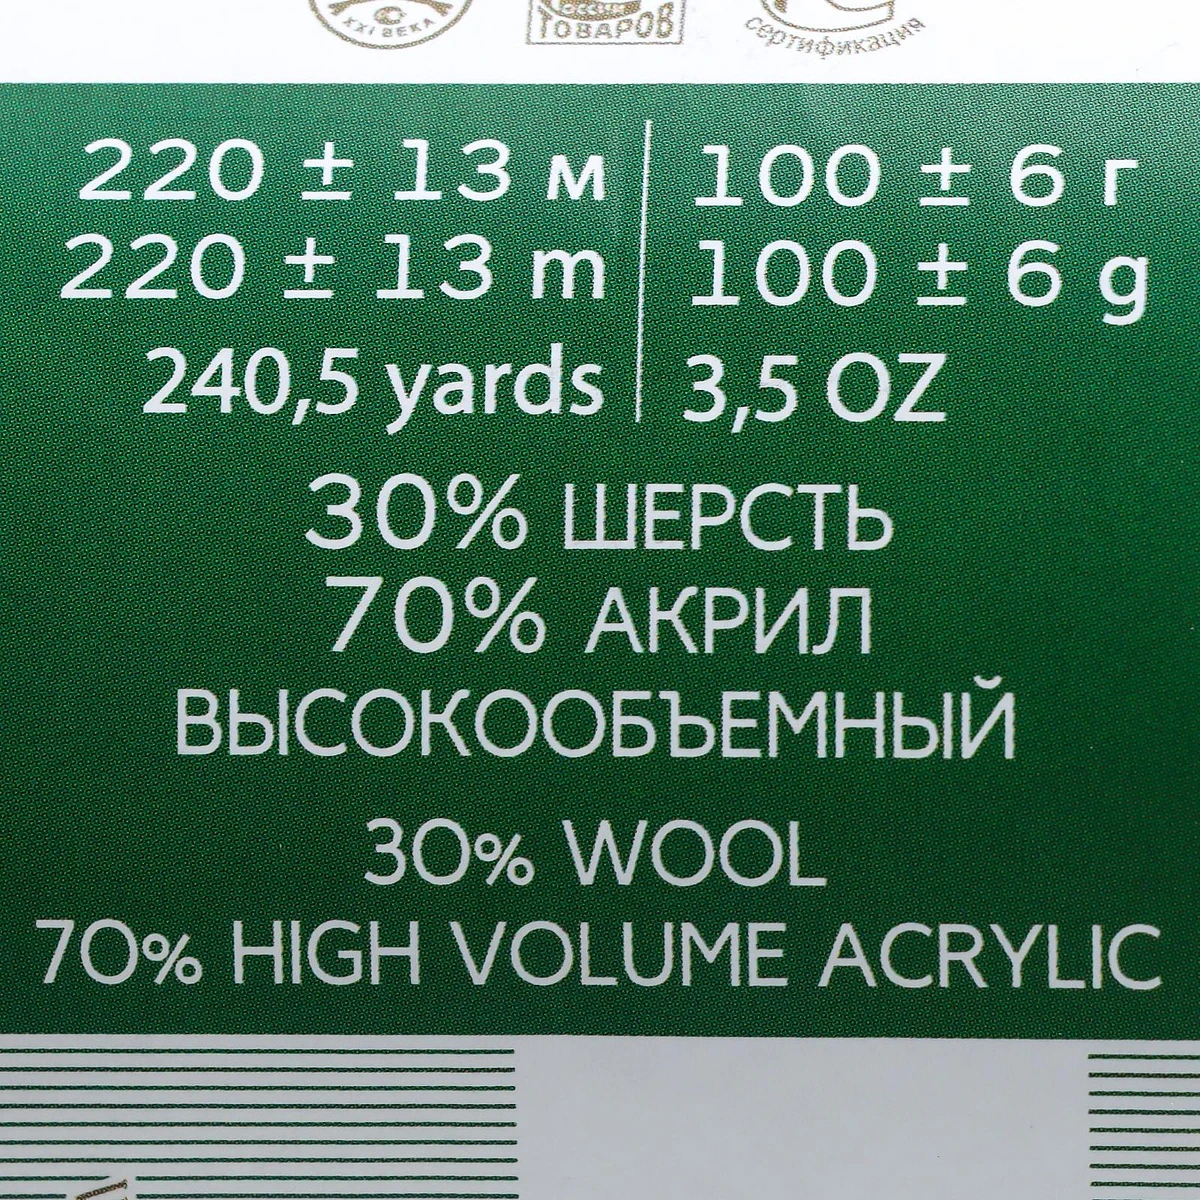 XXI ВЕКА
ТОВАРОВ
сертификация
220 ± 13 м 100 ± 6 г
220 ± 13 m 100 ± 6 g
240,5 yards 3,5 OZ
30% ШЕРСТЬ
70% АКРИЛ
ВЫСОКООБЪЕМНЫЙ
30% WOOL
70% HIGH VOLUME ACRYLIC